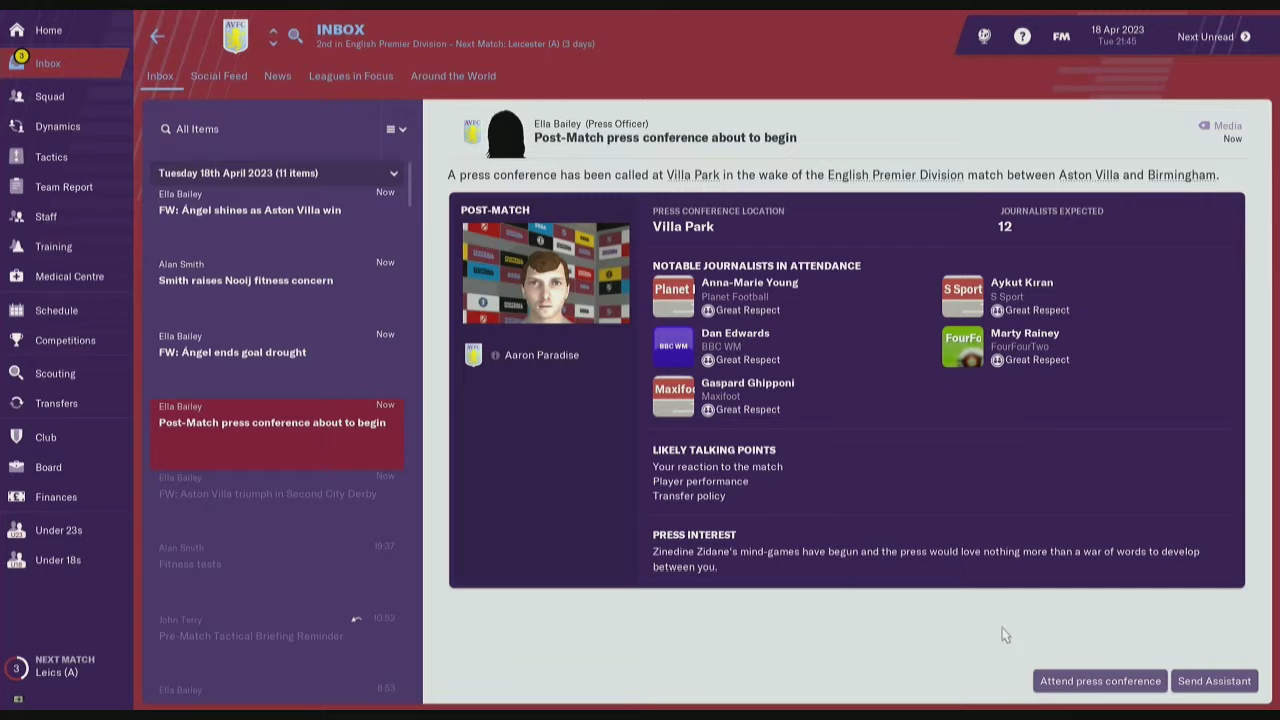 Home
3
Inbox
Squad
Dynamics
Tactics
Team Report
Staff
Training
Medical Centre
Schedule
Competitions
Scouting
Transfers
Club
Board
Finances
Under 23s
Under 18s
3
NEXT MATCH
Leics (A)
AVFC
INBOX
2nd in English Premier Division - Next Match: Leicester (A) (3 days)
?
FM
18 Apr 2023
Tue 21:45
Next Unread
Inbox
Social Feed
News
Leagues in Focus
Around the World
All Items
Tuesday 18th April 2023 (11 items)
Ella Bailey
Now
FW: Ángel shines as Aston Villa win
Alan Smith
Now
Smith raises Nooij fitness concern
Ella Bailey
Now
FW: Ángel ends goal drought
Ella Bailey
Now
Post-Match press conference about to begin
Ella Bailey
Now
FW: Aston Villa triumph in Second City Derby
Alan Smith
19:37
Fitness tests
John Terry
10:52
Pre-Match Tactical Briefing Reminder
Ella Bailey
8:53
AVFC
Ella Bailey (Press Officer)
Post-Match press conference about to begin
Media
Now
A press conference has been called at Villa Park in the wake of the English Premier Division match between Aston Villa and Birmingham.
POST-MATCH
Aaron Paradise
PRESS CONFERENCE LOCATION
Villa Park
JOURNALISTS EXPECTED
12
NOTABLE JOURNALISTS IN ATTENDANCE
Planet
Anna-Marie Young
Planet Football
Great Respect
S Sport
Aykut Kıran
S Sport
Great Respect
BBC WM
Dan Edwards
BBC WM
Great Respect
FourFo
Marty Rainey
FourFourTwo
Great Respect
Maxifoo
Gaspard Ghipponi
Maxifoot
Great Respect
LIKELY TALKING POINTS
Your reaction to the match
Player performance
Transfer policy
PRESS INTEREST
Zinedine Zidane's mind-games have begun and the press would love nothing more than a war of words to develop
between you.
Attend press conference
Send Assistant